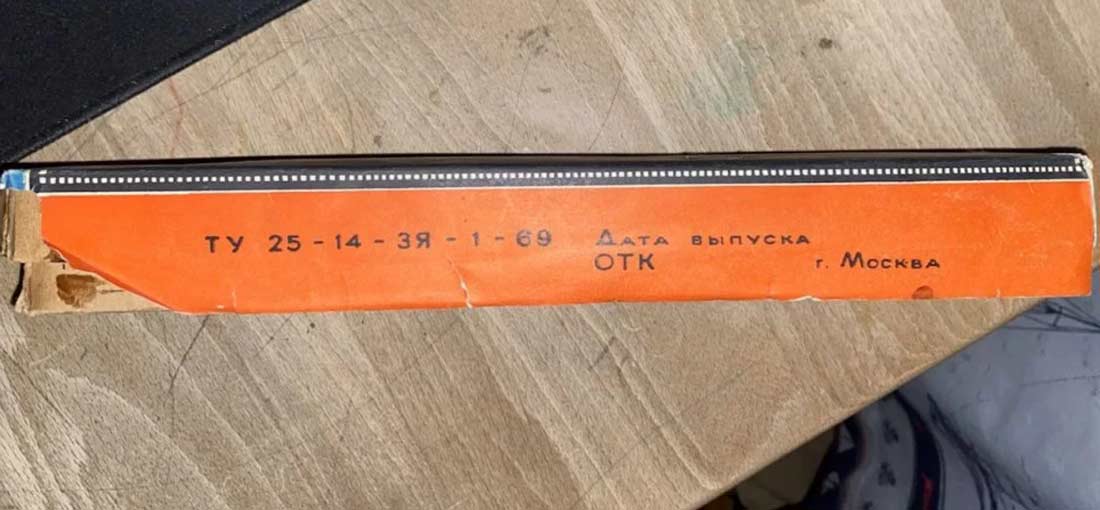 ТУ 25-14-3Я-1-69 Дата выпуска
ОТК г. Москва